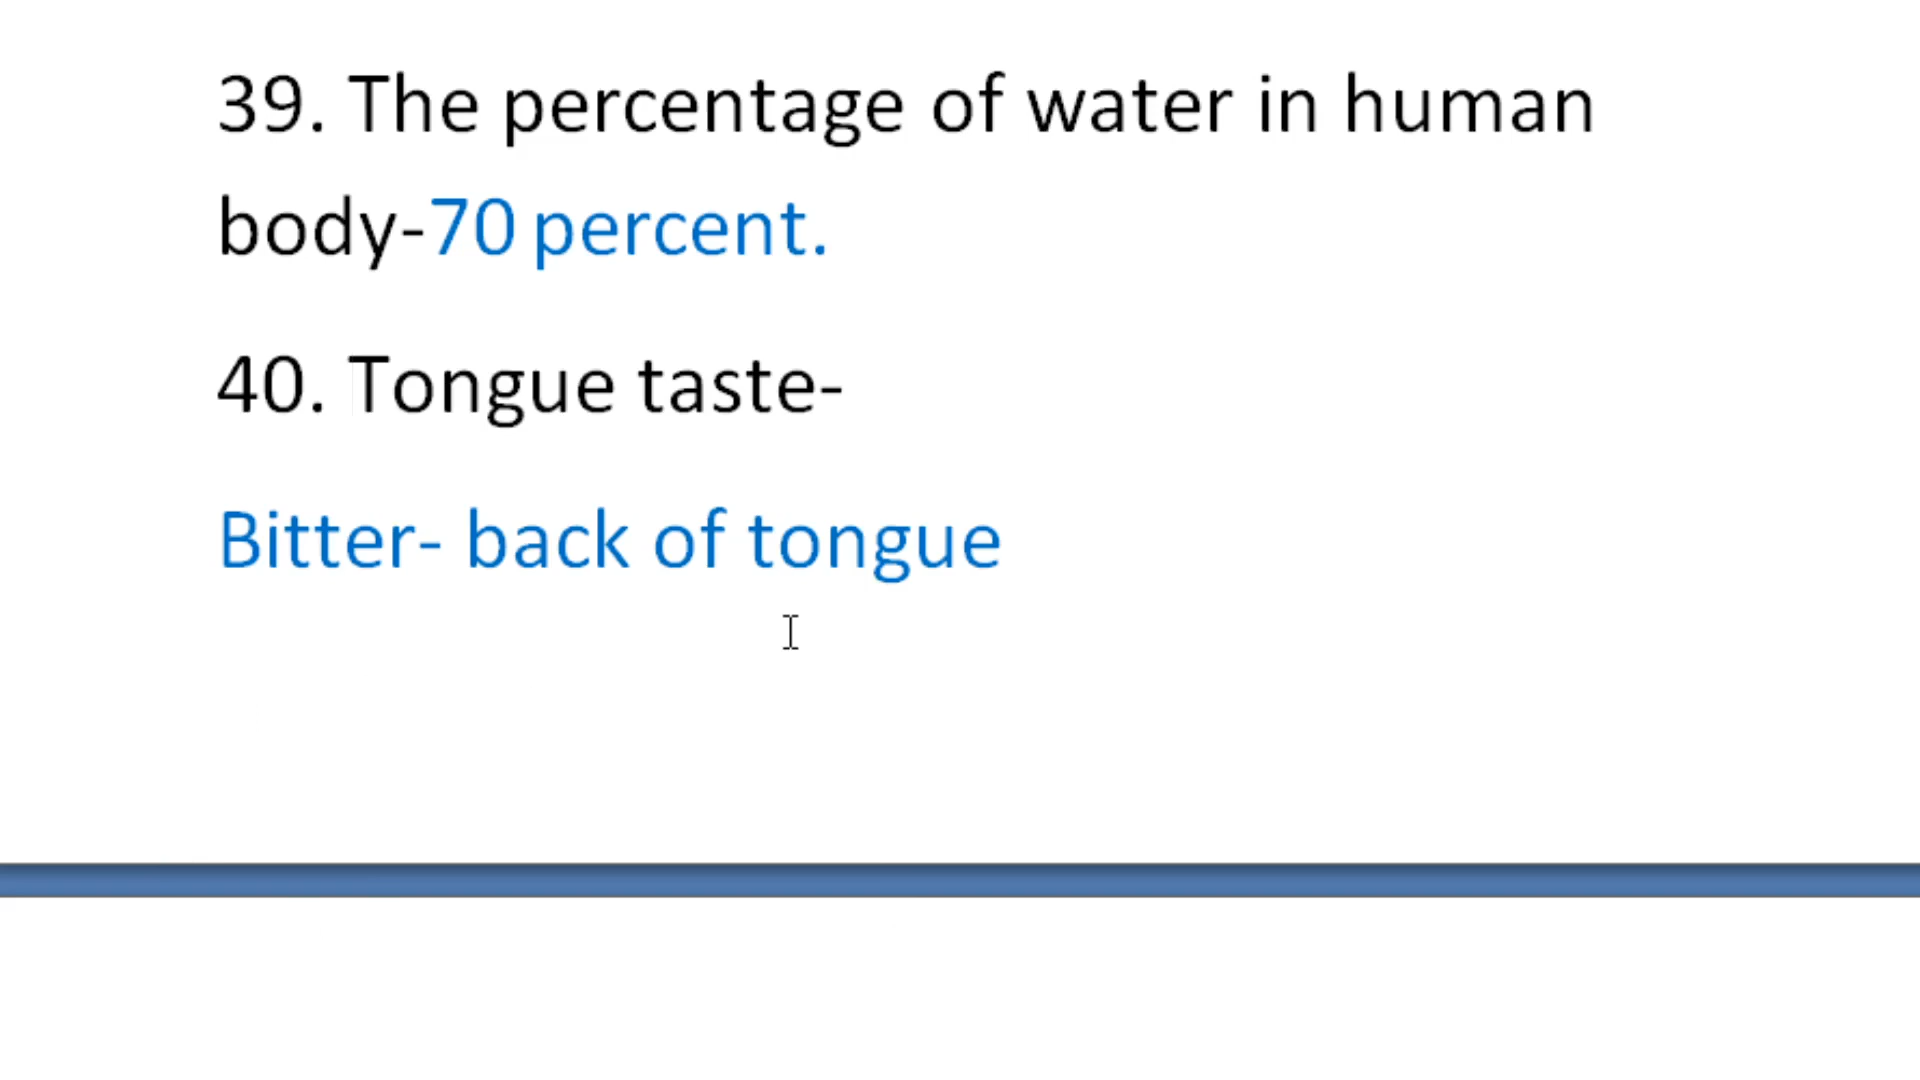 39. The percentage of water in human
body-70 percent.
40. Tongue taste-
Bitter- back of tongue